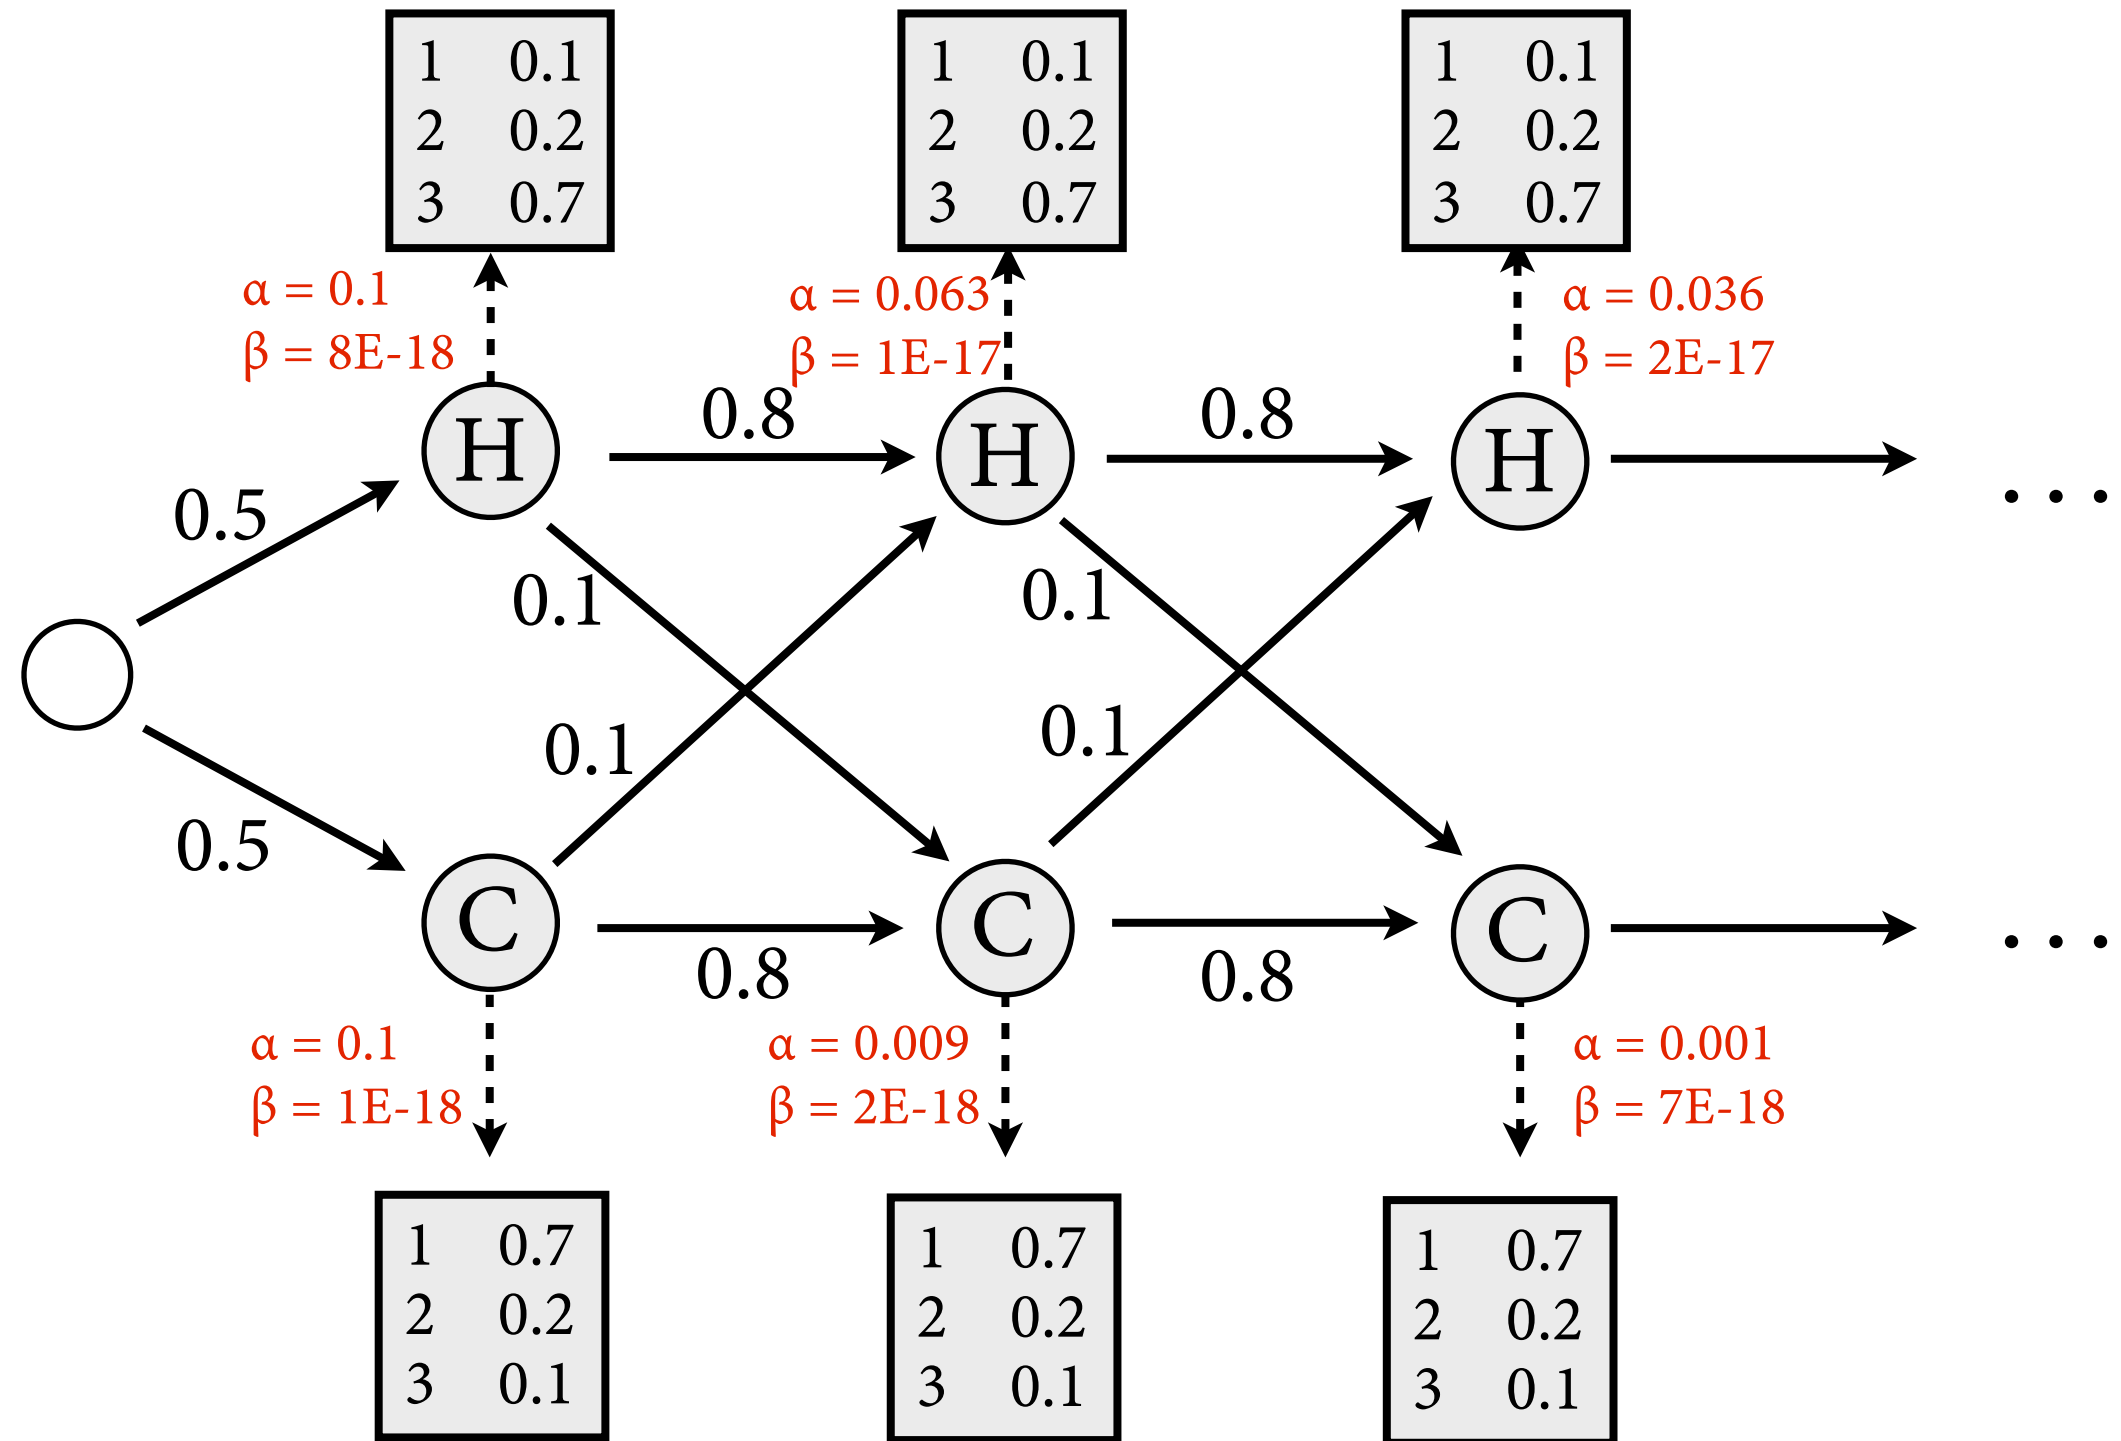 1 0.1
2 0.2
3 0.7
1 0.1
2 0.2
3 0.7
1 0.1
2 0.2
3 0.7
α = 0.1
β = 8E-18
α = 0.063
β = 1E-17
α = 0.036
β = 2E-17
H
0.8
H
0.8
H
...
0.5
0.1
0.1
0.1
0.1
0.5
C
0.8
C
0.8
C
...
α = 0.1
β = 1E-18
α = 0.009
β = 2E-18
α = 0.001
β = 7E-18
1 0.7
2 0.2
3 0.1
1 0.7
2 0.2
3 0.1
1 0.7
2 0.2
3 0.1